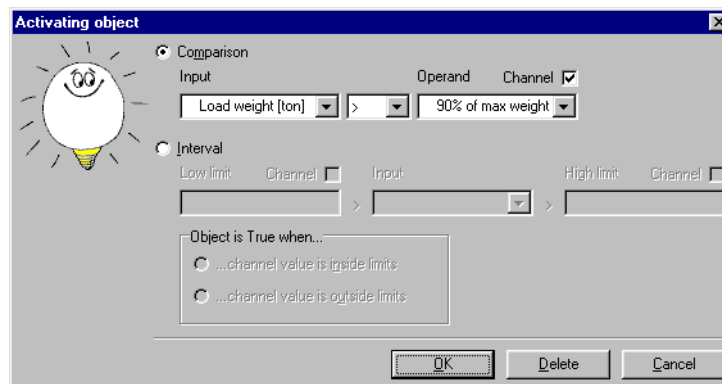 Activating object
Comparison
Input Operand Channel
Load weight [ton] > 90% of max weight
Interval
Low limit Channel Input High limit Channel
> >
Object is True when...
...channel value is inside limits
...channel value is outside limits
OK Delete Cancel